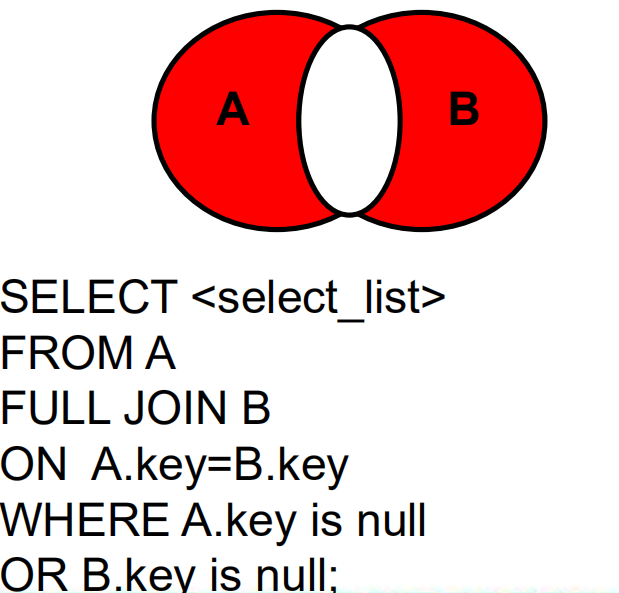 A B
SELECT <select_list>
FROM A
FULL JOIN B
ON A.key=B.key
WHERE A.key is null
OR B.key is null;